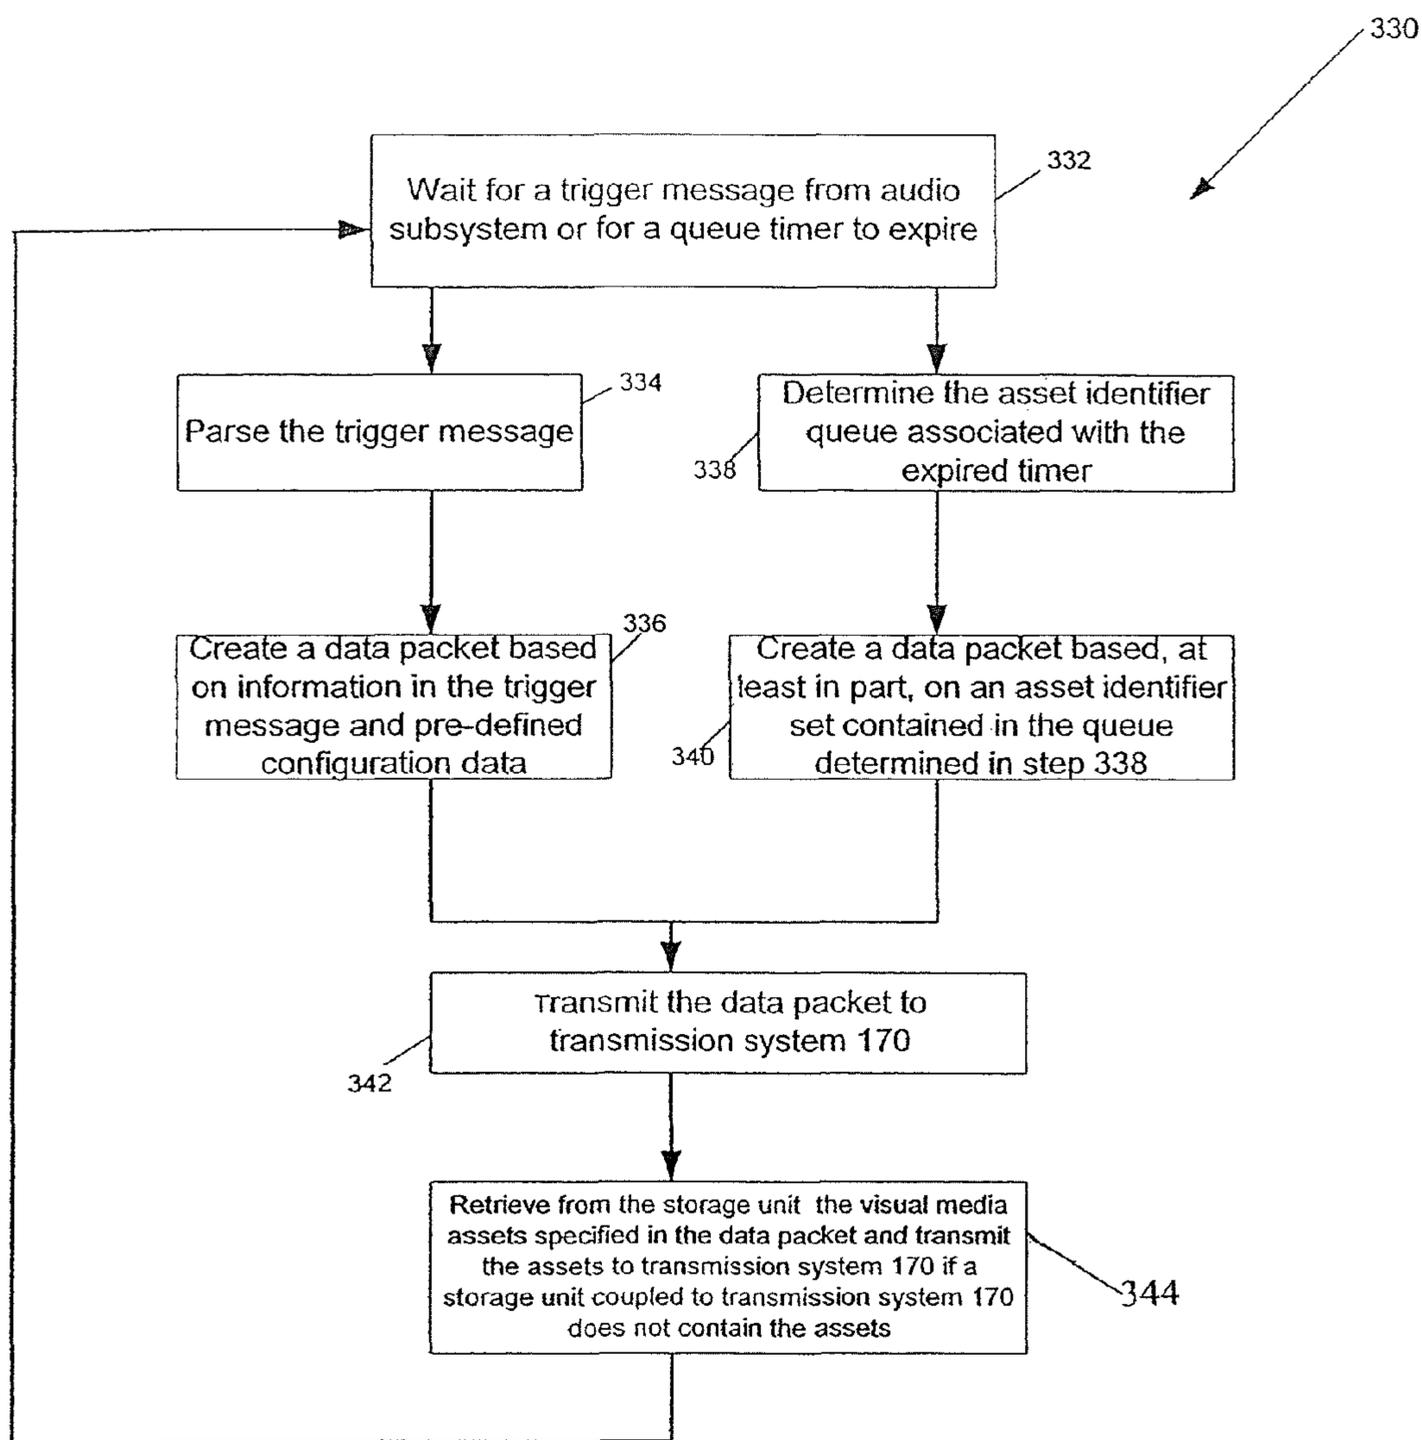 330
Wait for a trigger message from audio
subsystem or for a queue timer to expire
332
Parse the trigger message
334
Determine the asset identifier
queue associated with the
expired timer
338
Create a data packet based
on information in the trigger
message and pre-defined
configuration data
336
Create a data packet based, at
least in part, on an asset identifier
set contained in the queue
determined in step 338
340
Transmit the data packet to
transmission system 170
342
Retrieve from the storage unit the visual media
assets specified in the data packet and transmit
the assets to transmission system 170 if a
storage unit coupled to transmission system 170
does not contain the assets
344